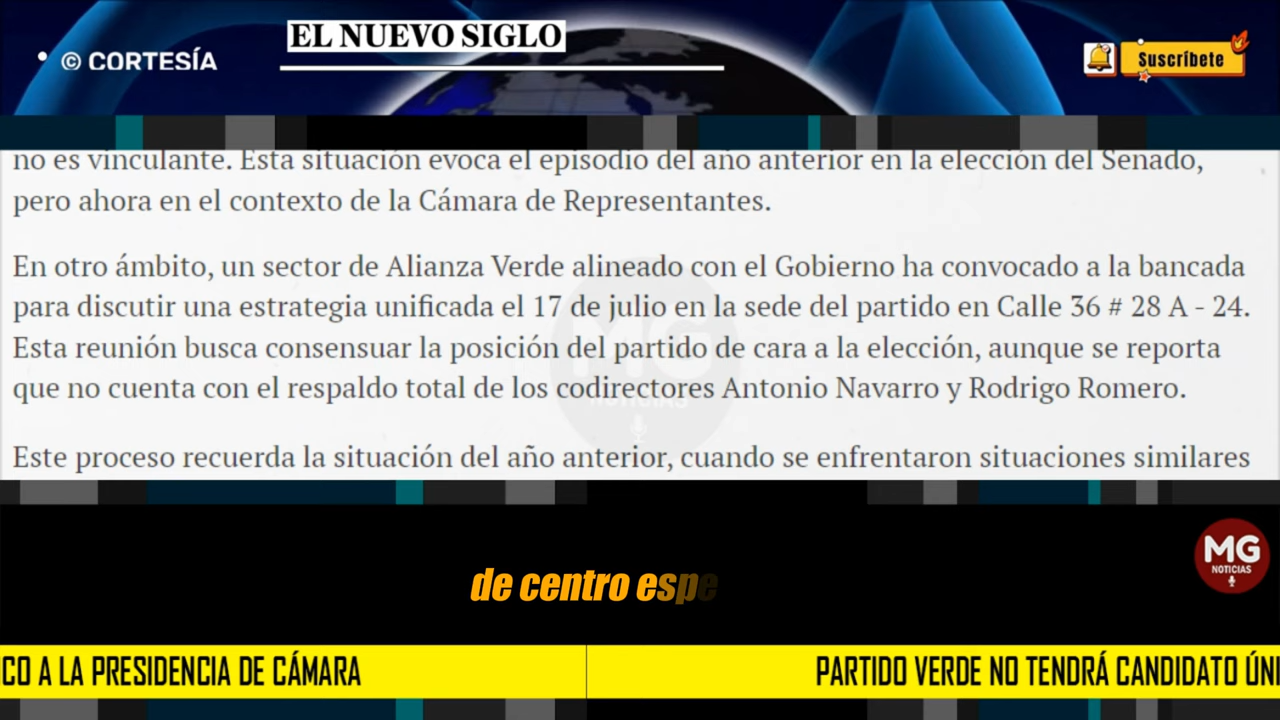 EL NUEVO SIGLO
© CORTESÍA
Suscríbete
no es vinculante. Esta situación evoca el episodio del año anterior en la elección del Senado,
pero ahora en el contexto de la Cámara de Representantes.
En otro ámbito, un sector de Alianza Verde alineado con el Gobierno ha convocado a la bancada
para discutir una estrategia unificada el 17 de julio en la sede del partido en Calle 36 # 28 A - 24.
Esta reunión busca consensuar la posición del partido de cara a la elección, aunque se reporta
que no cuenta con el respaldo total de los codirectores Antonio Navarro y Rodrigo Romero.
Este proceso recuerda la situación del año anterior, cuando se enfrentaron situaciones similares
MG
NOTICIAS
de centro espe
MG
NOTICIAS
CO A LA PRESIDENCIA DE CÁMARA
PARTIDO VERDE NO TENDRÁ CANDIDATO ÚNI